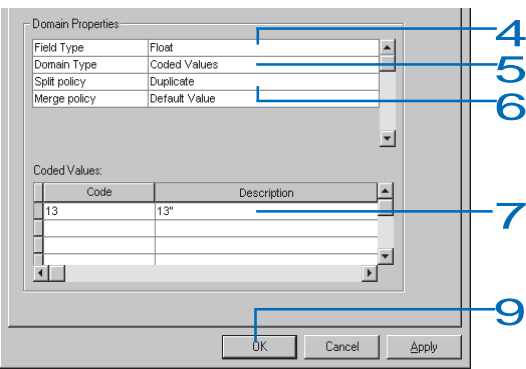 Domain Properties
Field Type Float 4
Domain Type Coded Values 5
Split policy Duplicate
Merge policy Default Value 6
Coded Values:
Code Description
13 13" 7
9
OK Cancel Apply